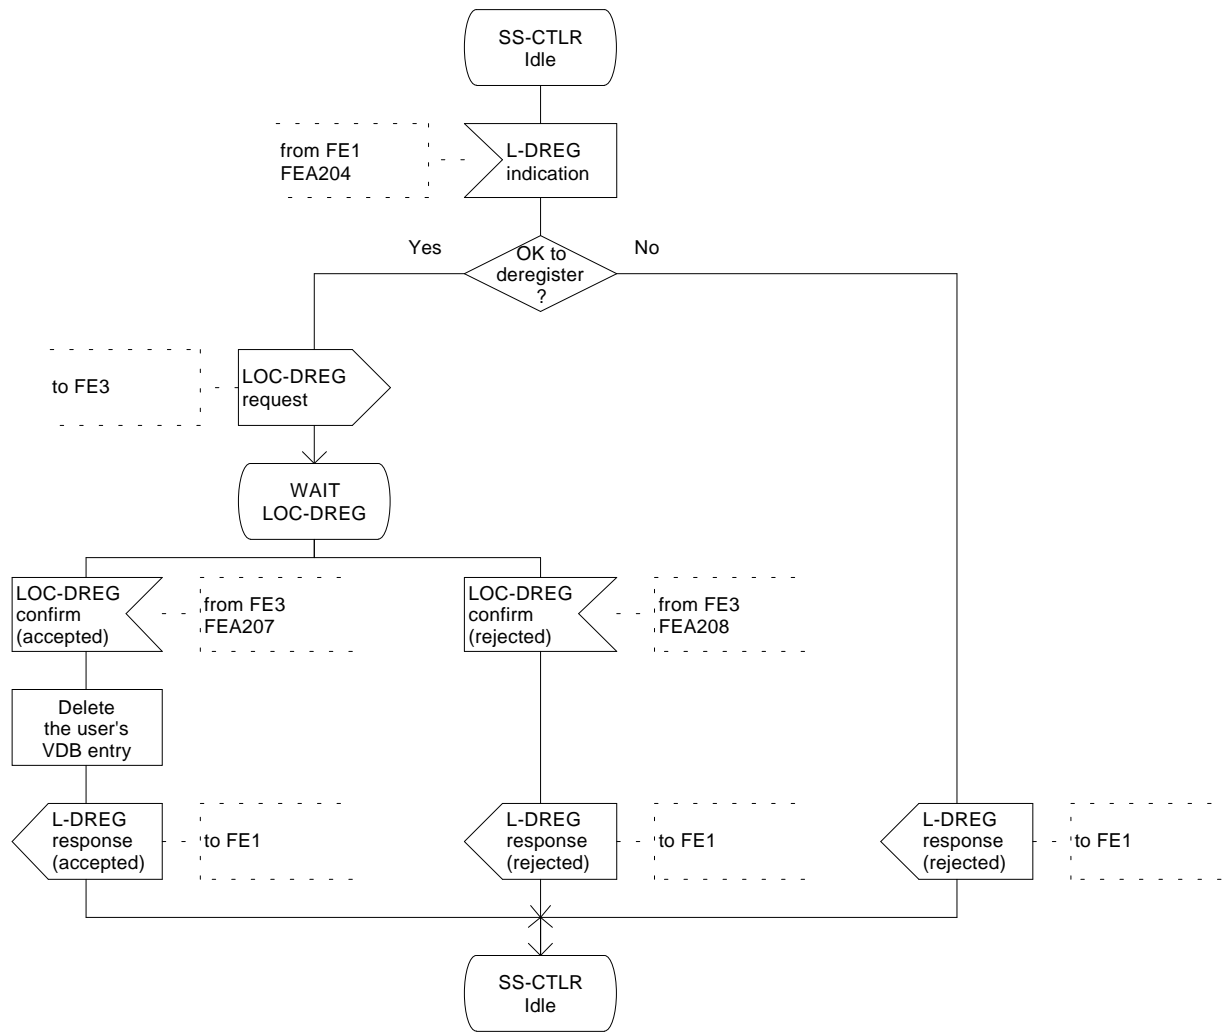 SS-CTLR
Idle
from FE1
FEA204
L-DREG
indication
Yes
OK to
deregister
?
No
to FE3
LOC-DREG
request
WAIT
LOC-DREG
LOC-DREG
confirm
(accepted)
from FE3
FEA207
LOC-DREG
confirm
(rejected)
from FE3
FEA208
Delete
the user's
VDB entry
L-DREG
response
(accepted)
to FE1
L-DREG
response
(rejected)
to FE1
L-DREG
response
(rejected)
to FE1
SS-CTLR
Idle